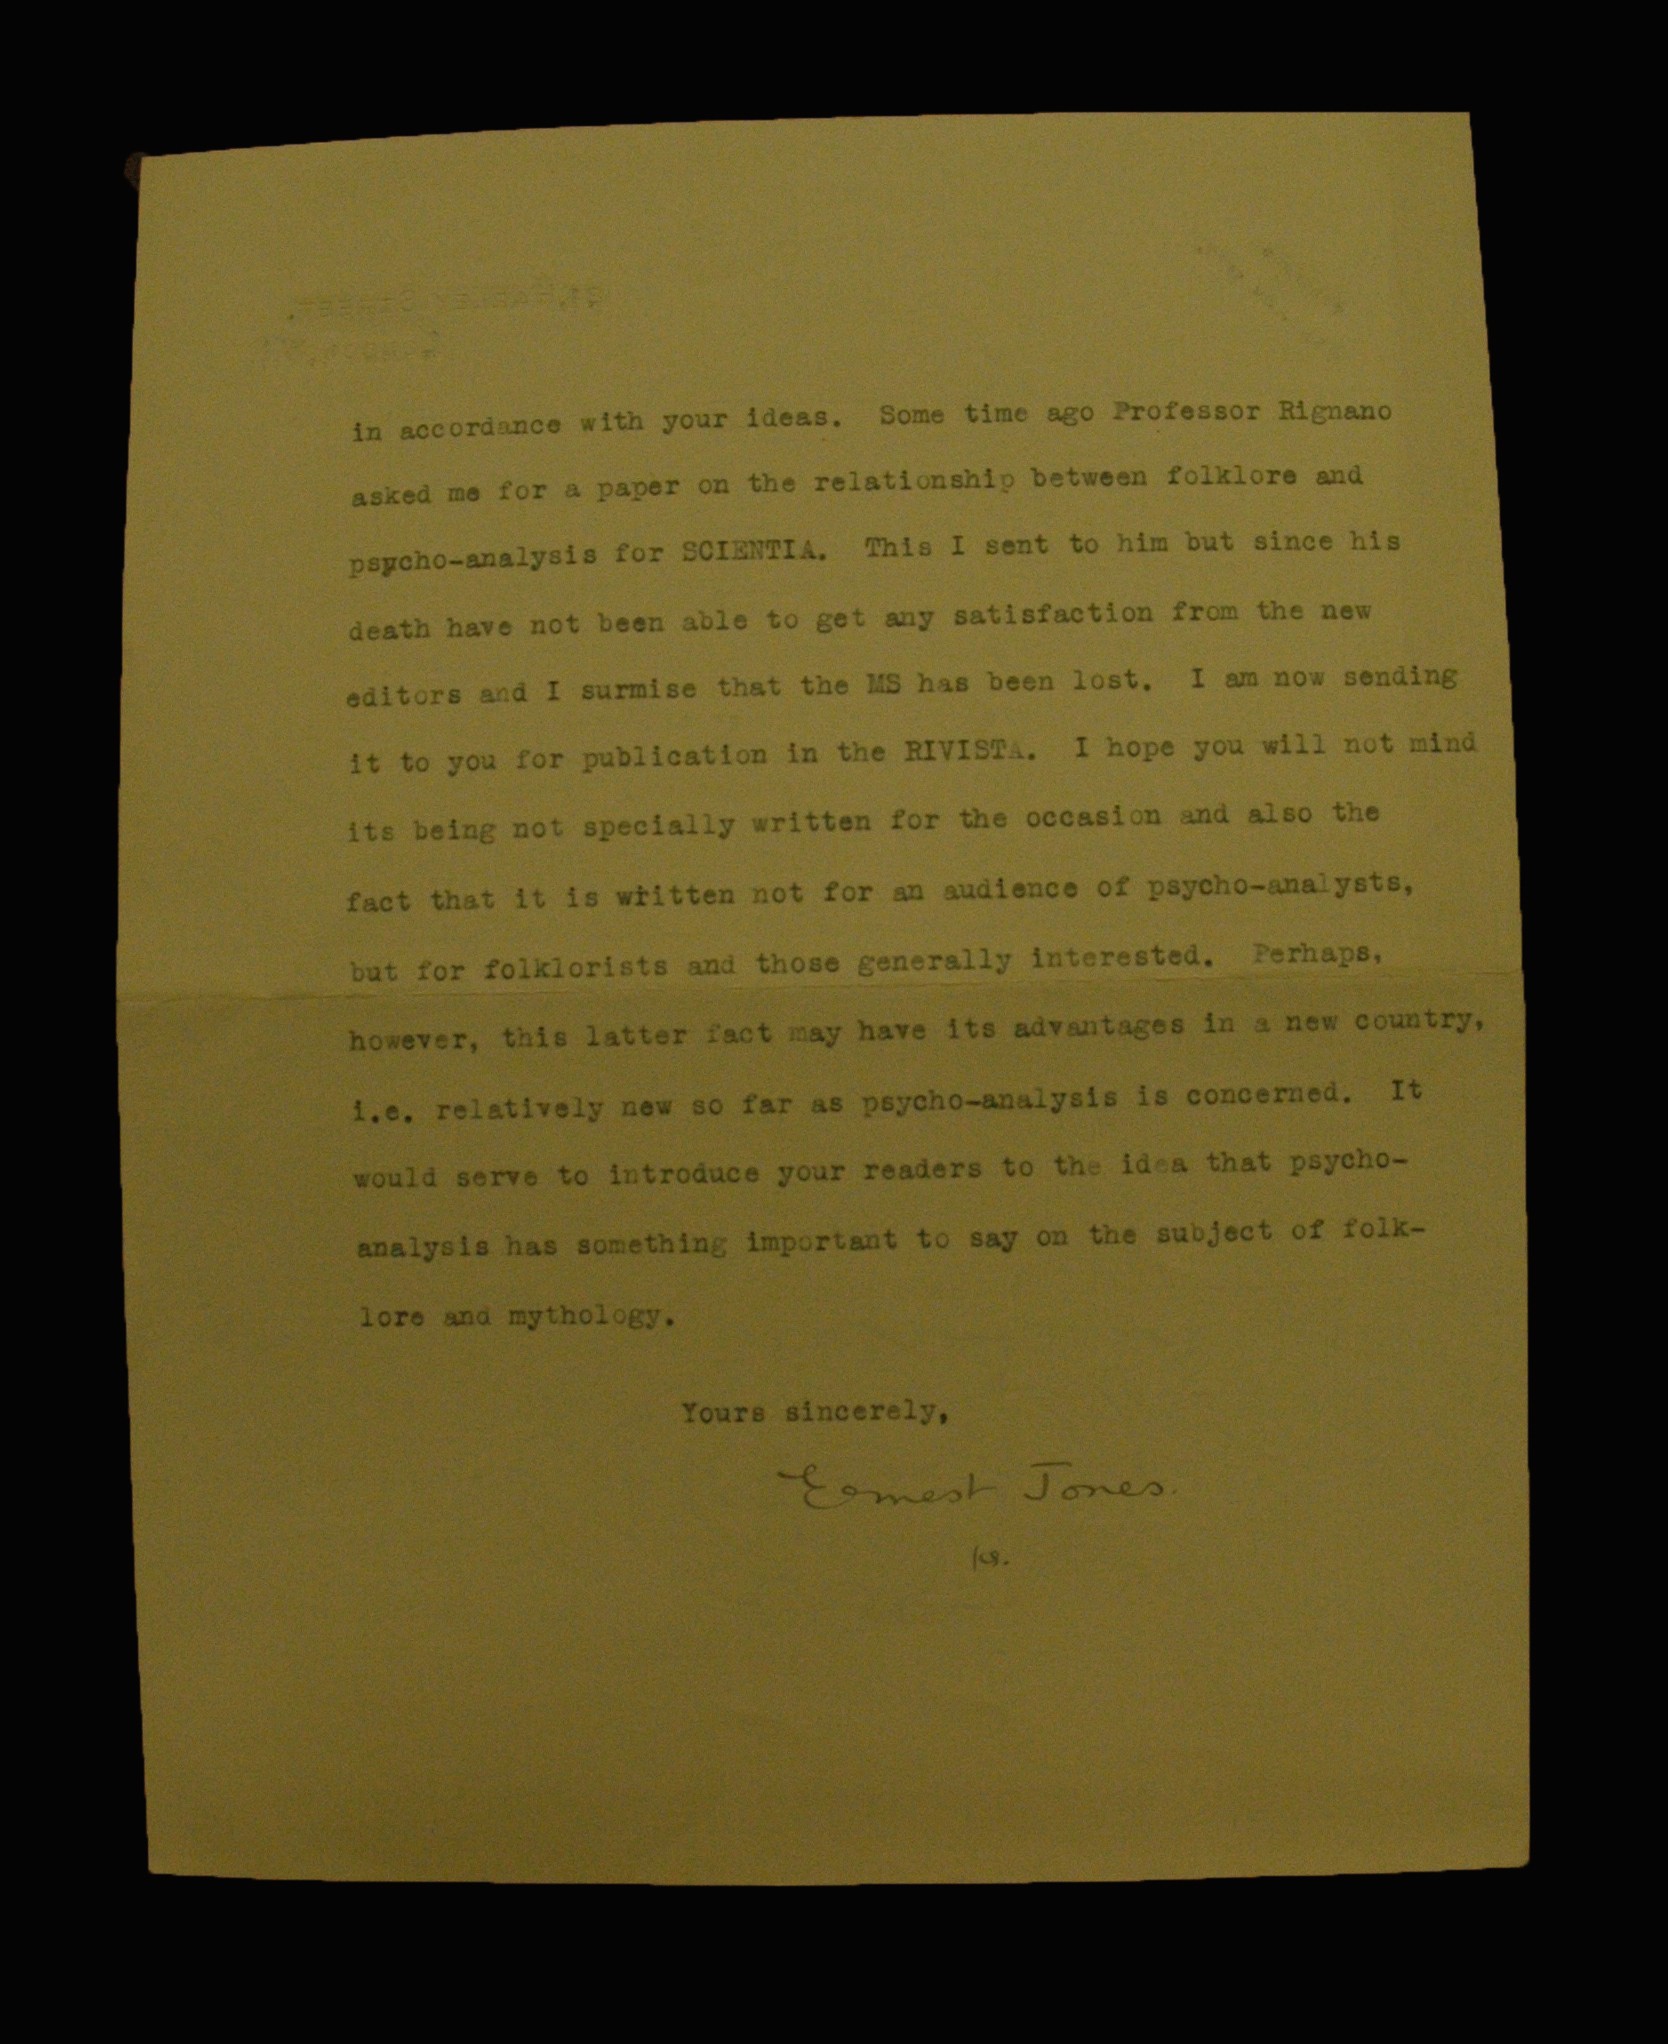 in accordance with your ideas. Some time ago Professor Rignano
asked me for a paper on the relationship between folklore and
psycho-analysis for SCIENTIA. This I sent to him but since his
death have not been able to get any satisfaction from the new
editors and I surmise that the MS has been lost. I am now sending
it to you for publication in the RIVISTA. I hope you will not mind
its being not specially written for the occasion and also the
fact that it is written not for an audience of psycho-analysts,
but for folklorists and those generally interested. Perhaps,
however, this latter fact may have its advantages in a new country,
i.e. relatively new so far as psycho-analysis is concerned. It
would serve to introduce your readers to the idea that psycho-
analysis has something important to say on the subject of folk-
lore and mythology.
Yours sincerely,
Ernest Jones.